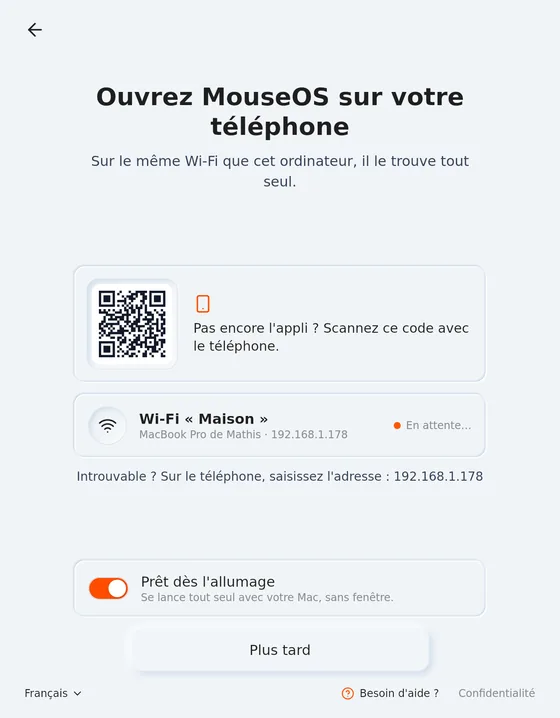 Ouvrez MouseOS sur votre
téléphone
Sur le même Wi-Fi que cet ordinateur, il le trouve tout
seul.
Pas encore l'appli ? Scannez ce code avec
le téléphone.
Wi-Fi « Maison »
MacBook Pro de Mathis · 192.168.1.178
En attente…
Introuvable ? Sur le téléphone, saisissez l'adresse : 192.168.1.178
Prêt dès l'allumage
Se lance tout seul avec votre Mac, sans fenêtre.
Plus tard
Français
Besoin d'aide ?
Confidentialité